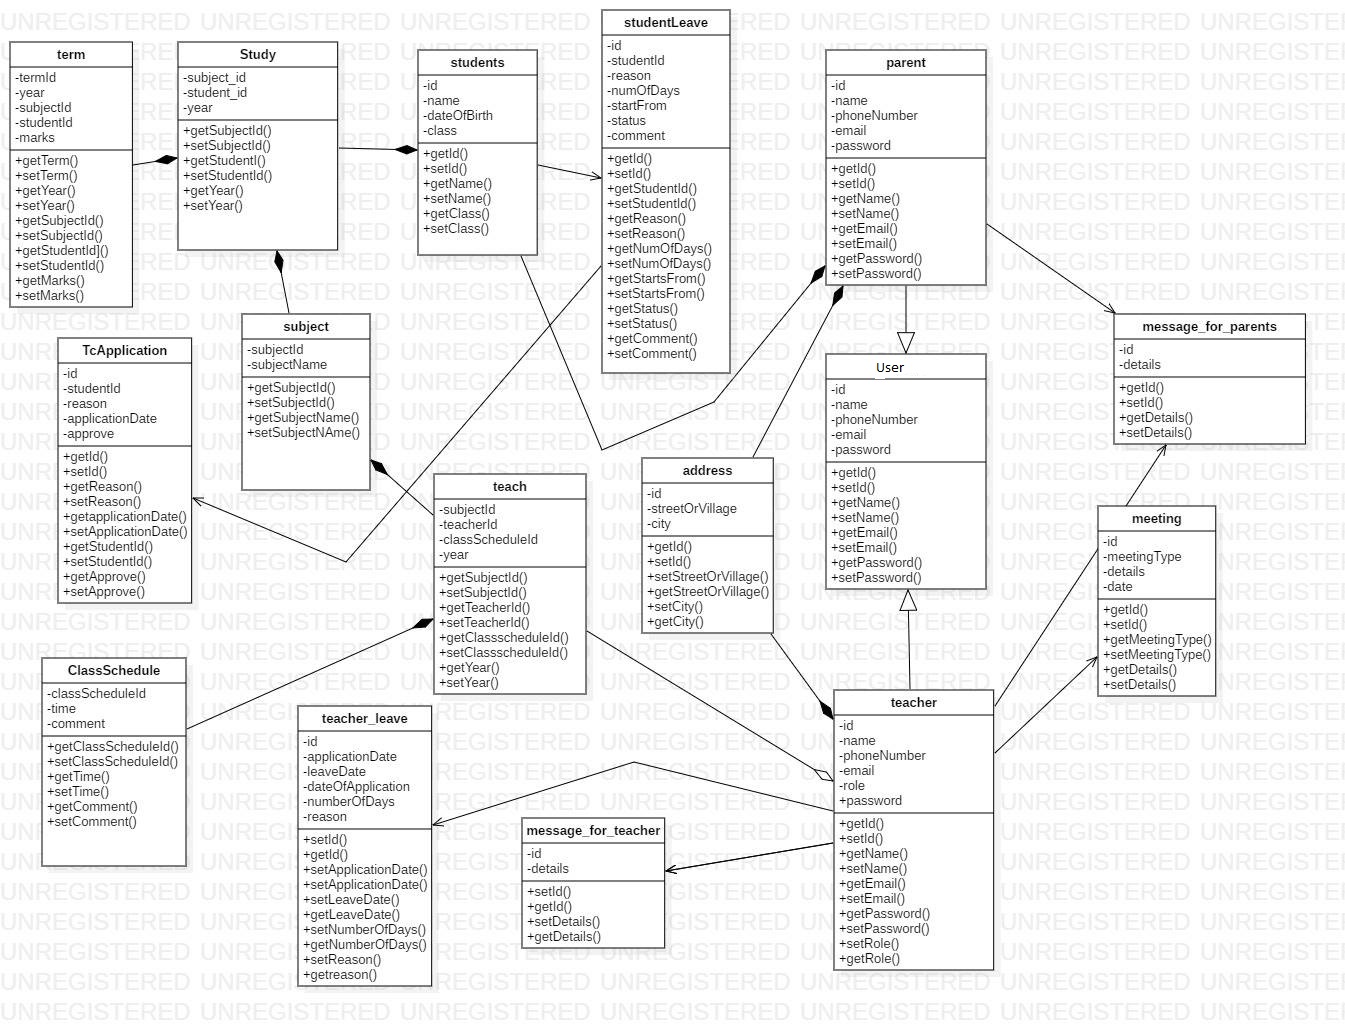 term
-termId
-year
-subjectId
-studentId
-marks
+getTerm()
+setTerm()
+getYear()
+setYear()
+getSubjectId()
+setSubjectId()
+getStudentId]()
+setStudentId()
+getMarks()
+setMarks()
Study
-subject_id
-student_id
-year
+getSubjectId()
+setSubjectId()
+getStudentI()
+setStudentId()
+getYear()
+setYear()
students
-id
-name
-dateOfBirth
-class
+getId()
+setId()
+getName()
+setName()
+getClass()
+setClass()
studentLeave
-id
-studentId
-reason
-numOfDays
-startFrom
-status
-comment
+getId()
+setId()
+getStudentId()
+setStudentId()
+getReason()
+setReason()
+getNumOfDays()
+setNumOfDays()
+getStartsFrom()
+setStartsFrom()
+getStatus()
+setStatus()
+getComment()
+setComment()
parent
-id
-name
-phoneNumber
-email
-password
+getId()
+setId()
+getName()
+setName()
+getEmail()
+setEmail()
+getPassword()
+setPassword()
message_for_parents
-id
-details
+getId()
+setId()
+getDetails()
+setDetails()
subject
-subjectId
-subjectName
+getSubjectId()
+setSubjectId()
+getSubjectName()
+setSubjectNAme()
TcApplication
-id
-studentId
-reason
-applicationDate
-approve
+getId()
+setId()
+getReason()
+setReason()
+getapplicationDate()
+setApplicationDate()
+getStudentId()
+setStudentId()
+getApprove()
+setApprove()
User
-id
-name
-phoneNumber
-email
-password
+getId()
+setId()
+getName()
+setName()
+getEmail()
+setEmail()
+getPassword()
+setPassword()
teach
-subjectId
-teacherId
-classScheduleId
-year
+getSubjectId()
+setSubjectId()
+getTeacherId()
+setTeacherId()
+getClassscheduleId()
+setClassscheduleId()
+getYear()
+setYear()
address
-id
-streetOrVillage
-city
+getId()
+setId()
+setStreetOrVillage()
+getStreetOrVillage()
+setCity()
+getCity()
meeting
-id
-meetingType
-details
-date
+getId()
+setId()
+getMeetingType()
+setMeetingType()
+getDetails()
+setDetails()
ClassSchedule
-classScheduleId
-time
-comment
+getClassScheduleId()
+setClassScheduleId()
+getTime()
+setTime()
+getComment()
+setComment()
teacher_leave
-id
-applicationDate
-leaveDate
-dateOfApplication
-numberOfDays
-reason
+setId()
+getId()
+setApplicationDate()
+setApplicationDate()
+setLeaveDate()
+getLeaveDate()
+setNumberOfDays()
+getNumberOfDays()
+setReason()
+getreason()
message_for_teacher
-id
-details
+setId()
+getId()
+setDetails()
+getDetails()
teacher
-id
-name
-phoneNumber
-email
-role
+password
+getId()
+setId()
+getName()
+setName()
+getEmail()
+setEmail()
+getPassword()
+setPassword()
+setRole()
+getRole()
UNREGISTERED